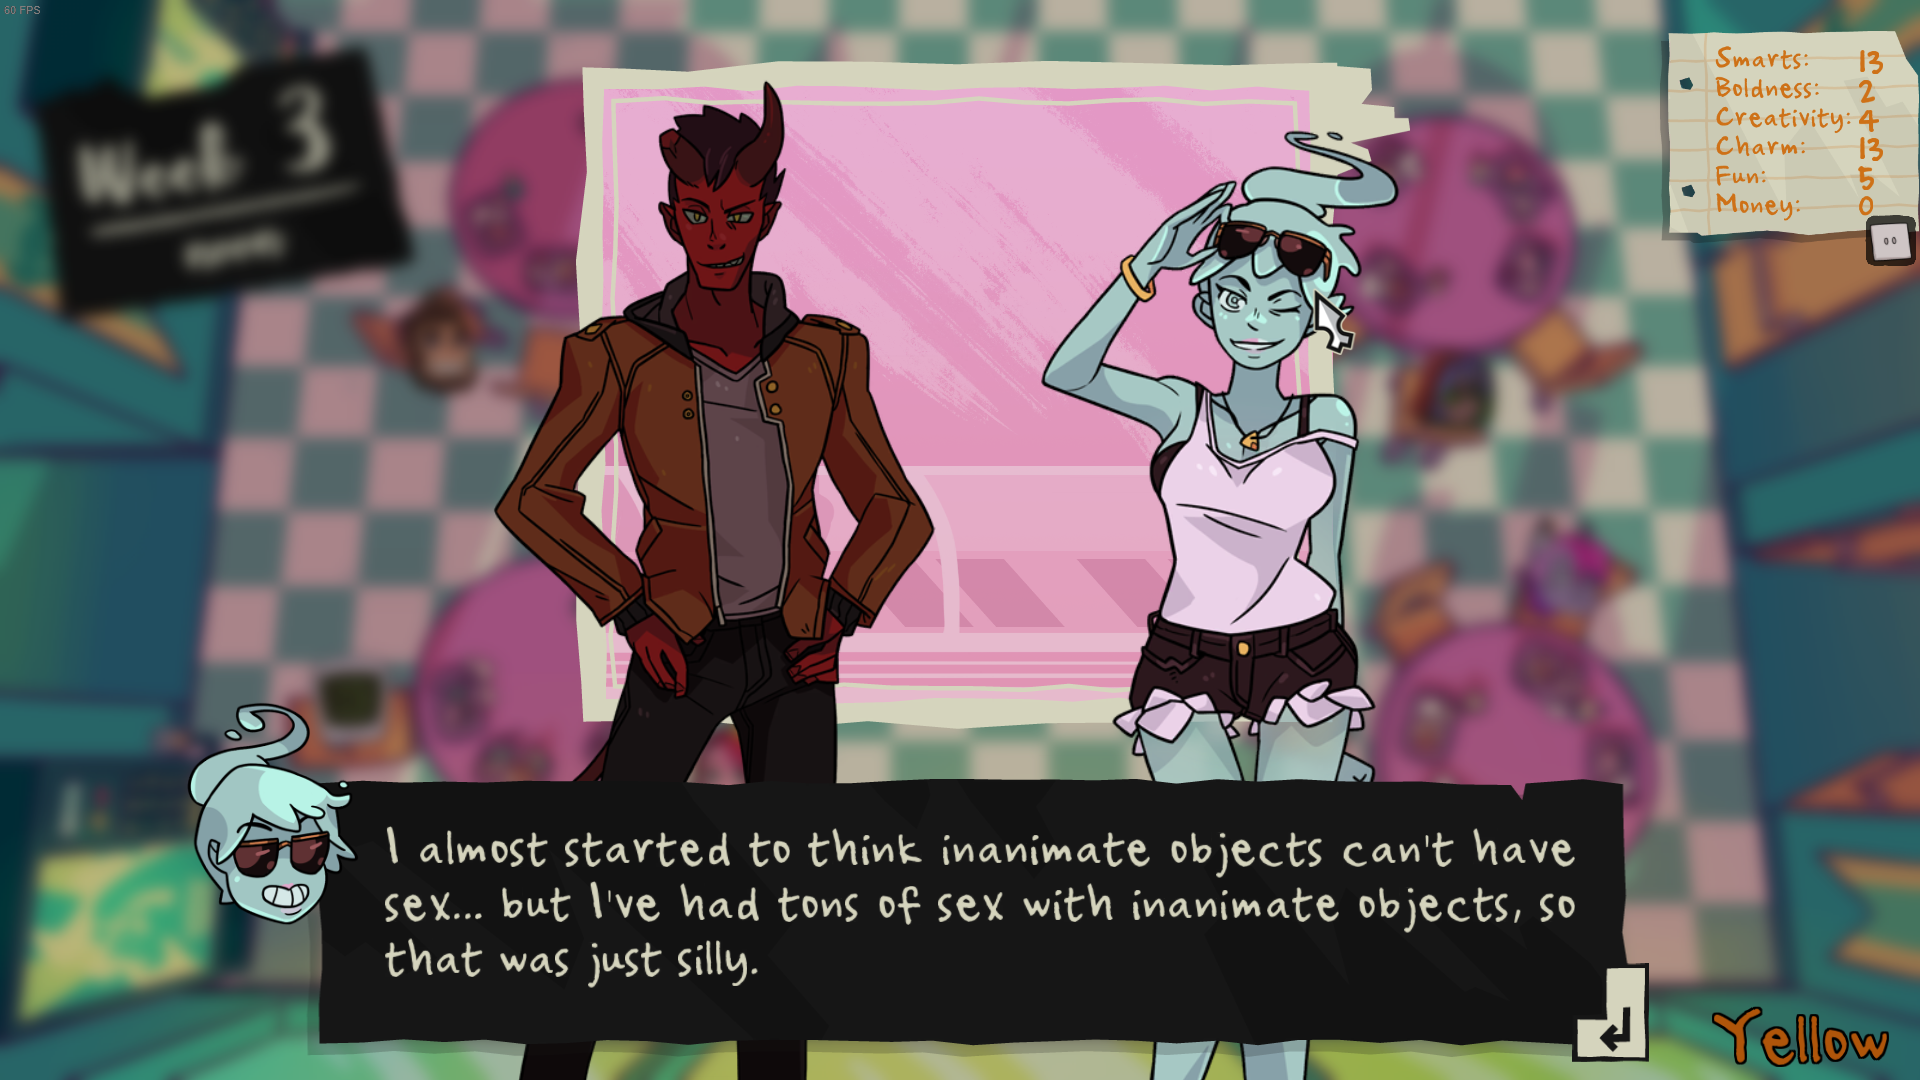 60 FPS
Week 3
noon
Smarts: 13
Boldness: 2
Creativity: 4
Charm: 13
Fun: 5
Money: 0
I almost started to think inanimate objects can't have
sex... but I've had tons of sex with inanimate objects, so
that was just silly.
Yellow